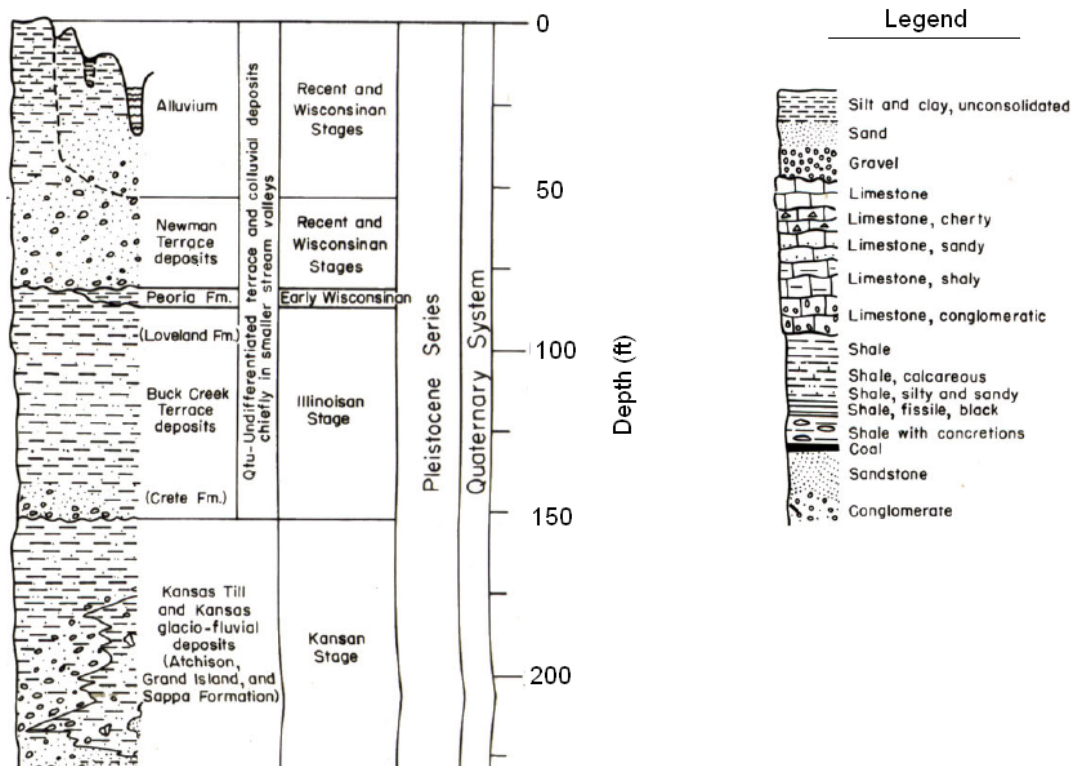 Alluvium
Newman
Terrace
deposits
Peoria Fm.
(Loveland Fm.)
Buck Creek
Terrace
deposits
(Crete Fm.)
Kansas Till
and Kansas
glacio-fluvial
deposits
(Atchison,
Grand Island, and
Sappa Formation)
Qtu-Undifferentiated terrace and colluvial deposits
chiefly in smaller stream valleys
Recent and
Wisconsinan
Stages
Recent and
Wisconsinan
Stages
Early Wisconsinan
Illinoisan
Stage
Kansan
Stage
Pleistocene Series
Quaternary System
0
50
100
150
200
Depth (ft)
Legend
Silt and clay, unconsolidated
Sand
Gravel
Limestone
Limestone, cherty
Limestone, sandy
Limestone, shaly
Limestone, conglomeratic
Shale
Shale, calcareous
Shale, silty and sandy
Shale, fissile, black
Shale with concretions
Coal
Sandstone
Conglomerate